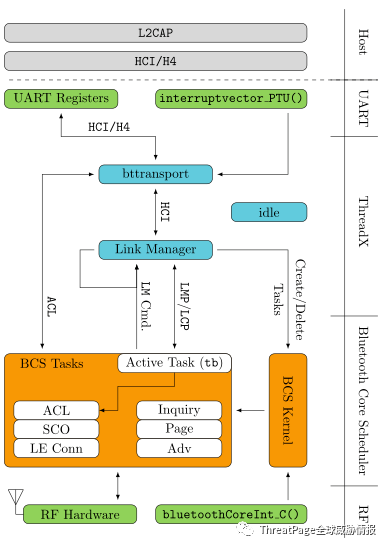 L2CAP
HCI/H4
Host
UART Registers
interruptvector_PTU()
UART
HCI/H4
bttransport
HCI
idle
ThreadX
Link Manager
ACL
LM Cmd.
LMP/LCP
Create/Delete
Tasks
BCS Tasks
Active Task (tb)
ACL
SCO
LE Conn
Inquiry
Page
Adv
BCS Kernel
Bluetooth Core Scheduler
RF Hardware
bluetoothCoreInt_C()
RF
ThreatPage全球威胁情报